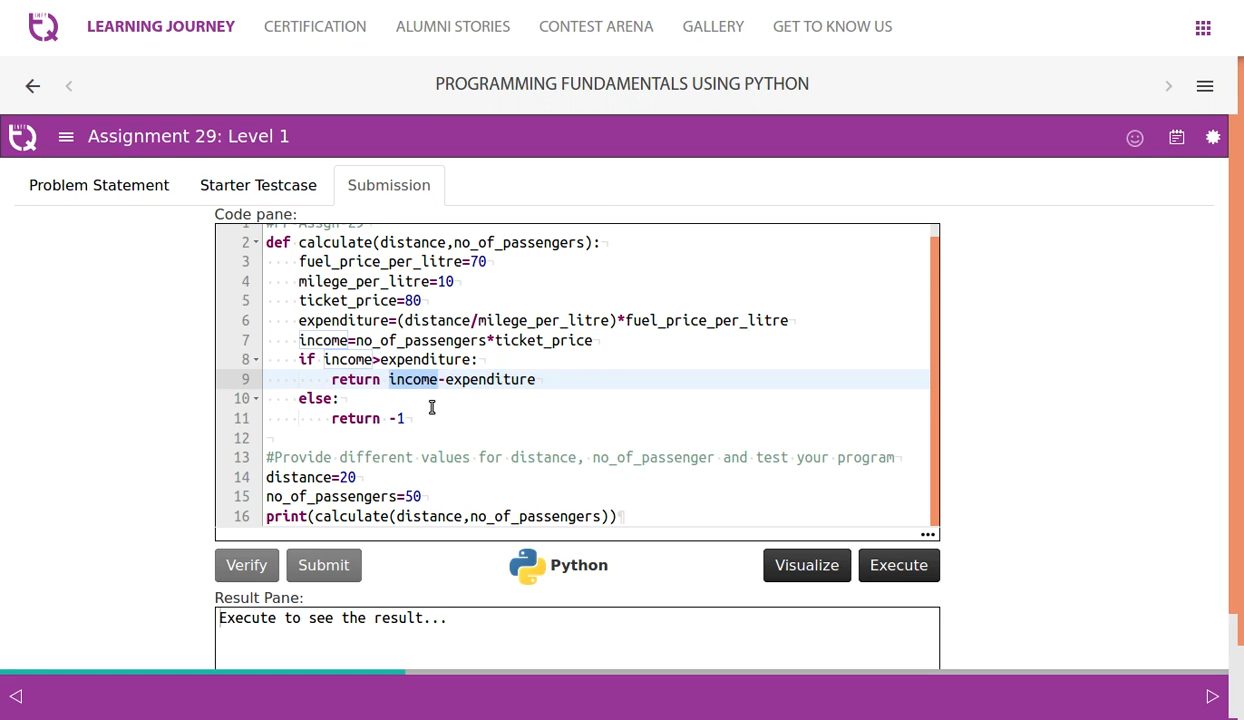 LEARNING JOURNEY CERTIFICATION ALUMNI STORIES CONTEST ARENA GALLERY GET TO KNOW US
PROGRAMMING FUNDAMENTALS USING PYTHON
Assignment 29: Level 1
Problem Statement Starter Testcase Submission
Code pane:
2 def calculate(distance,no_of_passengers):
3 fuel_price_per_litre=70
4 milege_per_litre=10
5 ticket_price=80
6 expenditure=(distance/milege_per_litre)*fuel_price_per_litre
7 income=no_of_passengers*ticket_price
8 if income>expenditure:
9 return income-expenditure
10 else:
11 return -1
12
13 #Provide different values for distance, no_of_passenger and test your program
14 distance=20
15 no_of_passengers=50
16 print(calculate(distance,no_of_passengers))
Verify Submit Python Visualize Execute
Result Pane:
Execute to see the result...